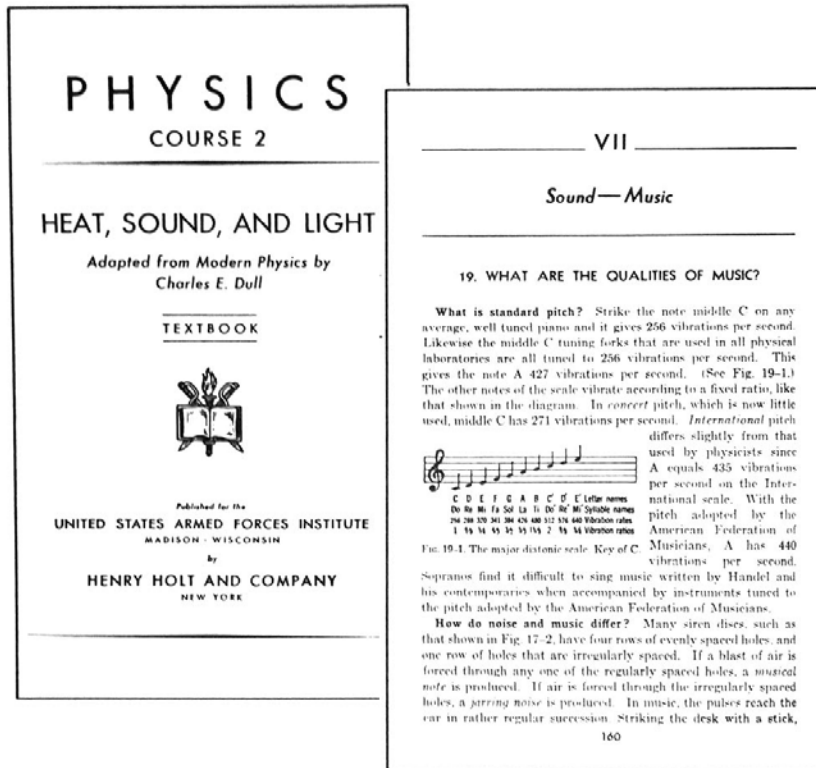 PHYSICS
COURSE 2
HEAT, SOUND, AND LIGHT
Adapted from Modern Physics by
Charles E. Dull
TEXTBOOK
Published for the
UNITED STATES ARMED FORCES INSTITUTE
MADISON · WISCONSIN
by
HENRY HOLT AND COMPANY
NEW YORK
VII
Sound—Music
19. WHAT ARE THE QUALITIES OF MUSIC?
What is standard pitch? Strike the note middle C on any
average, well tuned piano and it gives 256 vibrations per second.
Likewise the middle C tuning forks that are used in all physical
laboratories are all tuned to 256 vibrations per second. This
gives the note A 427 vibrations per second. (See Fig. 19-1.)
The other notes of the scale vibrate according to a fixed ratio, like
that shown in the diagram. In concert pitch, which is now little
used, middle C has 271 vibrations per second. International pitch
differs slightly from that
used by physicists since
A equals 435 vibrations
per second on the Inter-
national scale. With the
pitch adopted by the
American Federation of
Musicians, A has 440
vibrations per second.
C D E F G A B C' D' E' Letter names
Do Re Mi Fa Sol La Ti Do' Re' Mi' Syllable names
256 288 320 341 384 426 480 512 576 640 Vibration rates
Vibration ratios
Fig. 19-1. The major diatonic scale. Key of C.
Sopranos find it difficult to sing music written by Handel and
his contemporaries when accompanied by instruments tuned to
the pitch adopted by the American Federation of Musicians.
How do noise and music differ? Many siren discs, such as
that shown in Fig. 17-2, have four rows of evenly spaced holes, and
one row of holes that are irregularly spaced. If a blast of air is
forced through any one of the regularly spaced holes, a musical
note is produced. If air is forced through the irregularly spaced
holes, a jarring noise is produced. In music, the pulses reach the
ear in rather regular succession. Striking the desk with a stick,
160